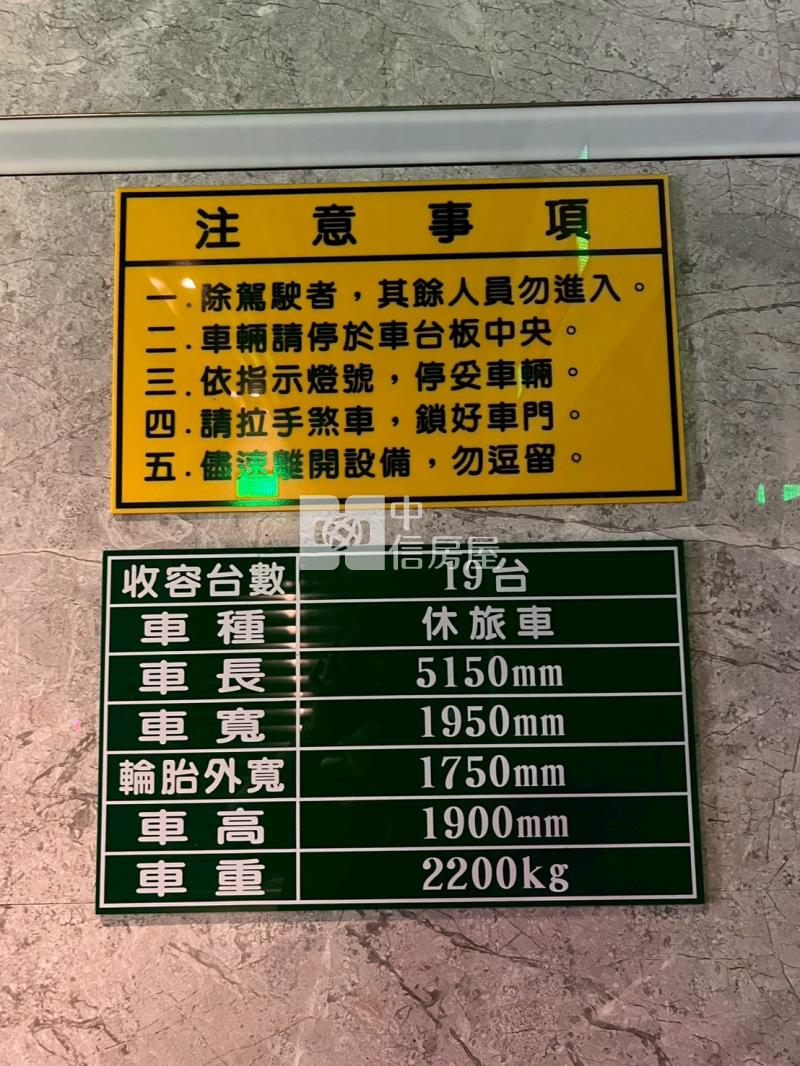 注意事項
一.除駕駛者，其餘人員勿進入。
二.車輛請停於車台板中央。
三.依指示燈號，停妥車輛。
四.請拉手煞車，鎖好車門。
五.儘速離開設備，勿逗留。
中信房屋
收容台數 19台
車種 休旅車
車長 5150mm
車寬 1950mm
輪胎外寬 1750mm
車高 1900mm
車重 2200kg